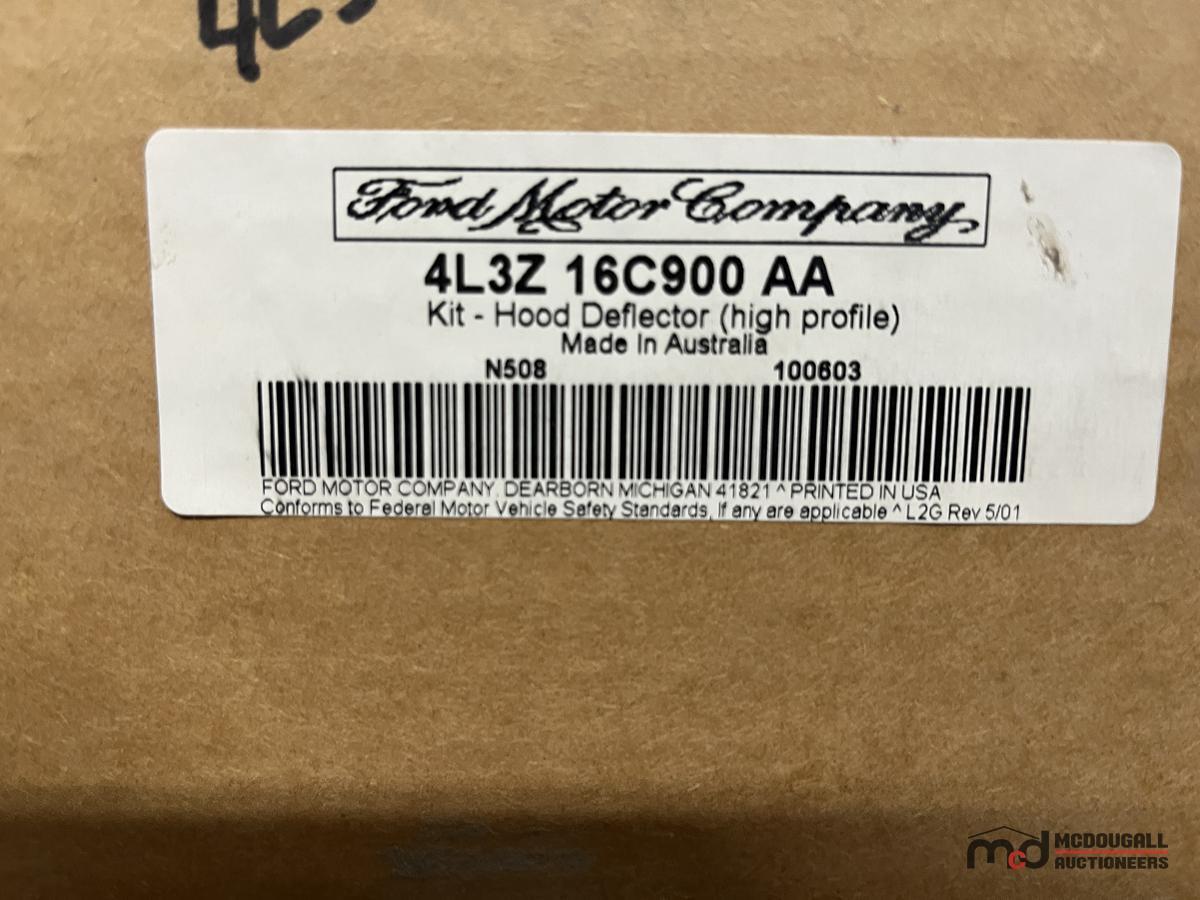 Ford Motor Company
4L3Z 16C900 AA
Kit - Hood Deflector (high profile)
Made In Australia
N508 100603
FORD MOTOR COMPANY, DEARBORN MICHIGAN 41821 ^ PRINTED IN USA
Conforms to Federal Motor Vehicle Safety Standards, If any are applicable ^ L2G Rev 5/01
mcd MCDOUGALL
AUCTIONEERS